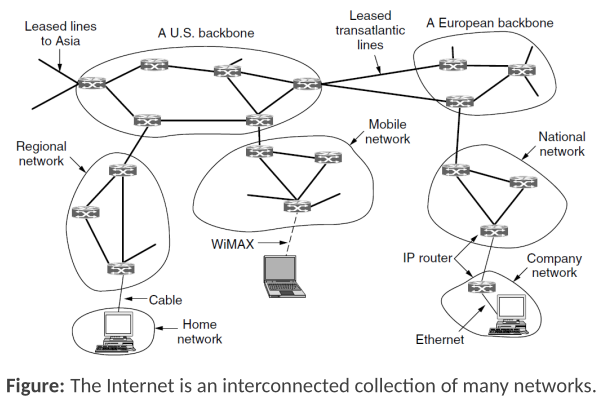 Leased lines
to Asia
A U.S. backbone
Leased
transatlantic
lines
A European backbone
Regional
network
Mobile
network
National
network
WiMAX
IP router
Company
network
Cable
Home
network
Ethernet
Figure: The Internet is an interconnected collection of many networks.